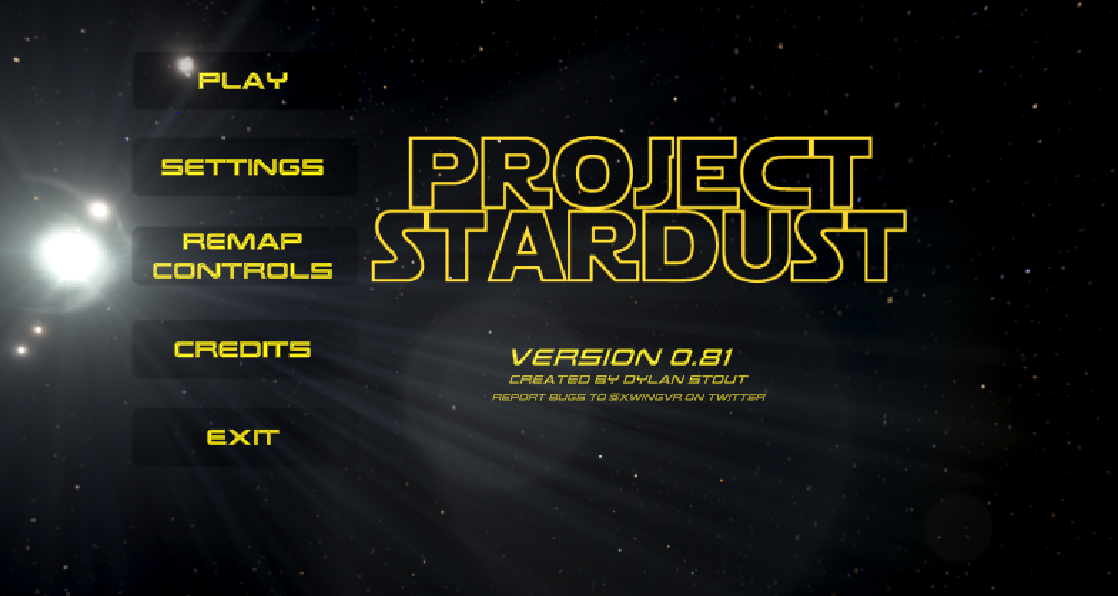 PLAY
SETTINGS
REMAP
CONTROLS
CREDITS
EXIT
PROJECT
STARDUST
VERSION 0.81
CREATED BY DYLAN STOUT
REPORT BUGS TO @XWINGVR ON TWITTER